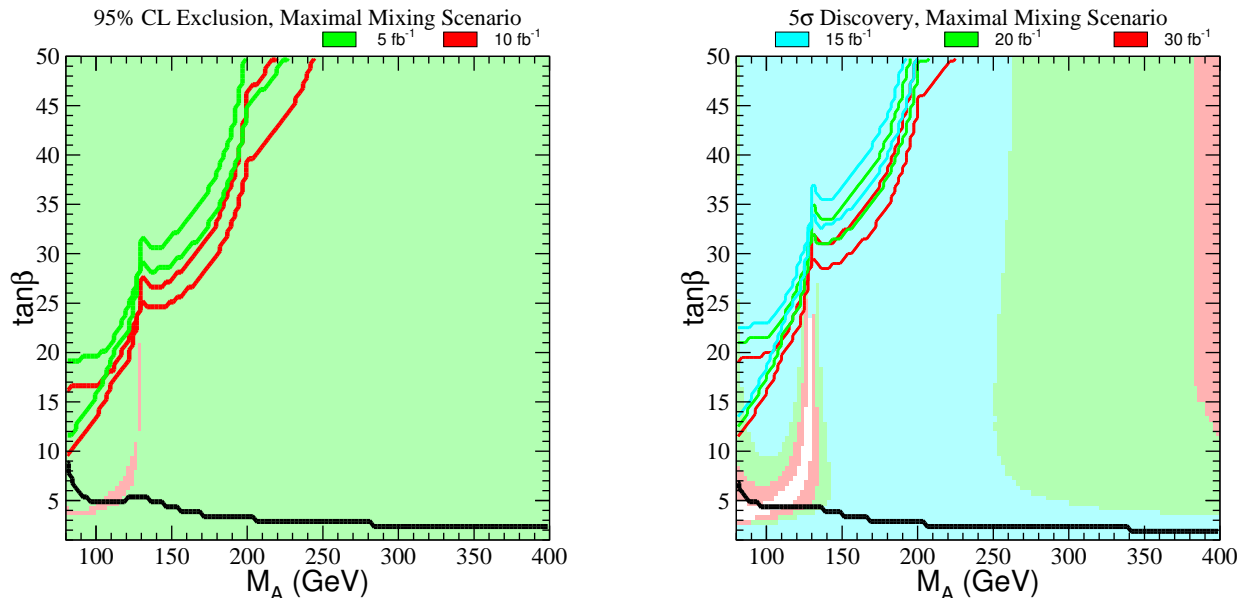 95% CL Exclusion, Maximal Mixing Scenario
5 fb⁻¹ 10 fb⁻¹
50
45
40
35
30
25
20
15
10
5
tanβ
100 150 200 250 300 350 400
M_A (GeV)
5σ Discovery, Maximal Mixing Scenario
15 fb⁻¹ 20 fb⁻¹ 30 fb⁻¹
50
45
40
35
30
25
20
15
10
5
tanβ
100 150 200 250 300 350 400
M_A (GeV)